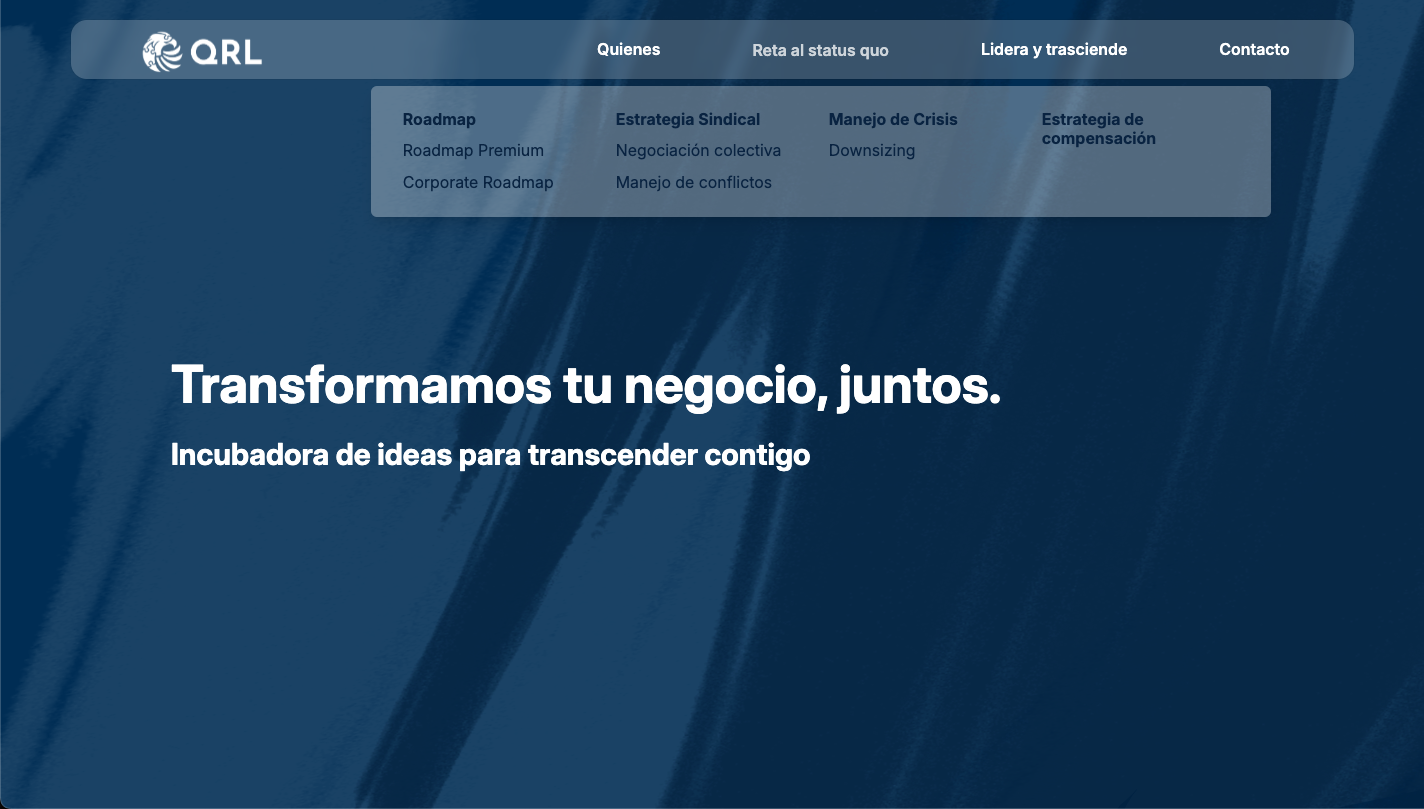 QRL
Quienes
Reta al status quo
Lidera y trasciende
Contacto
Roadmap
Roadmap Premium
Corporate Roadmap
Estrategia Sindical
Negociación colectiva
Manejo de conflictos
Manejo de Crisis
Downsizing
Estrategia de
compensación
Transformamos tu negocio, juntos.
Incubadora de ideas para transcender contigo